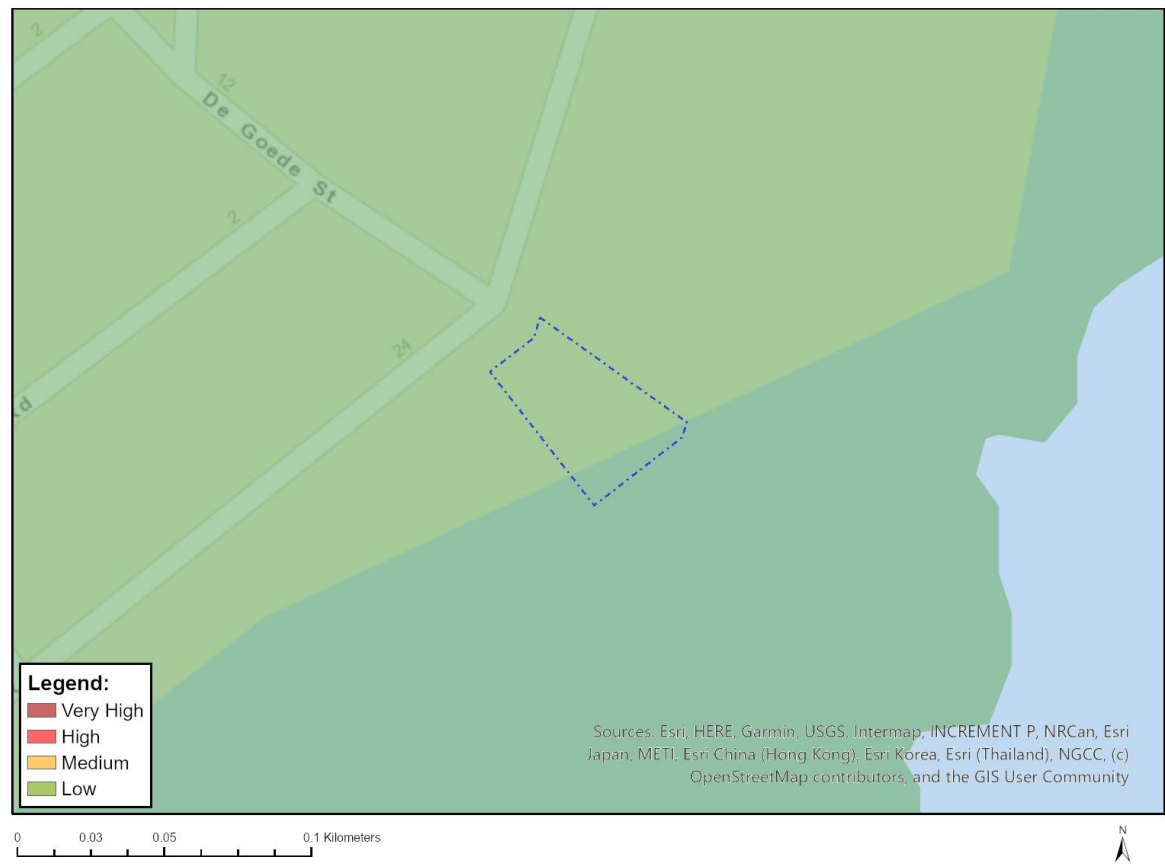 2
12
De Goede St
2
24
Rd
Legend:
Very High
High
Medium
Low
Sources: Esri, HERE, Garmin, USGS, Intermap, INCREMENT P, NRCan, Esri
Japan, METI, Esri China (Hong Kong), Esri Korea, Esri (Thailand), NGCC, (c)
OpenStreetMap contributors, and the GIS User Community
0 0.03 0.05 0.1 Kilometers
N